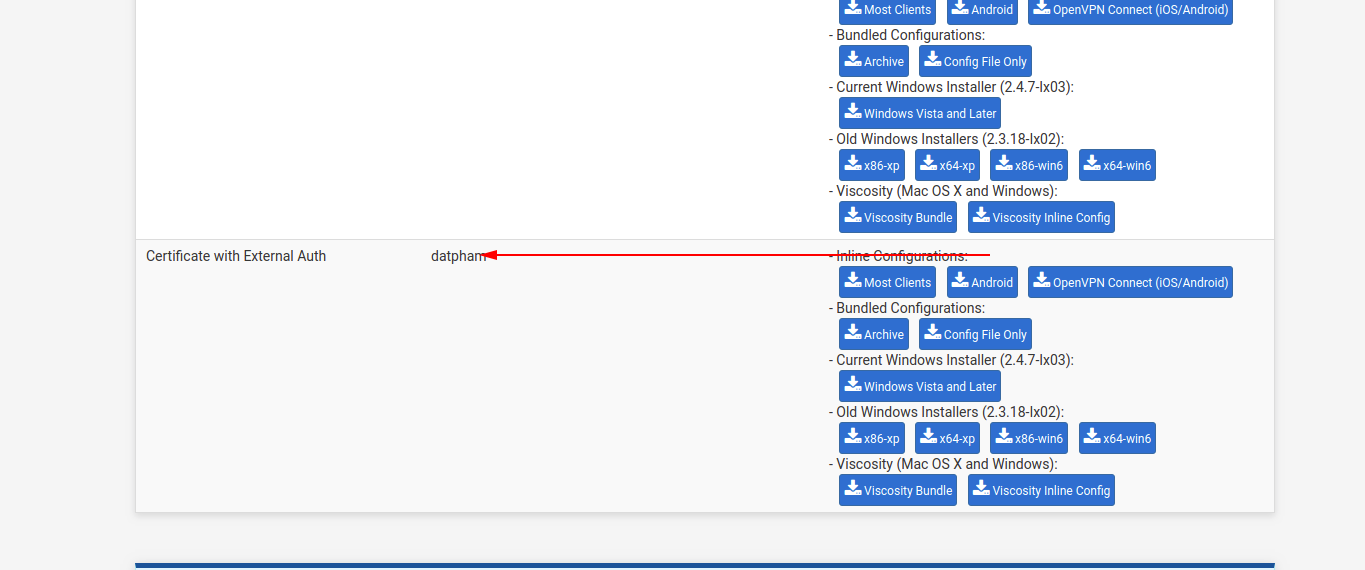 Most Clients Android OpenVPN Connect (iOS/Android)
- Bundled Configurations:
Archive Config File Only
- Current Windows Installer (2.4.7-Ix03):
Windows Vista and Later
- Old Windows Installers (2.3.18-Ix02):
x86-xp x64-xp x86-win6 x64-win6
- Viscosity (Mac OS X and Windows):
Viscosity Bundle Viscosity Inline Config
Certificate with External Auth datpham - Inline Configurations:
Most Clients Android OpenVPN Connect (iOS/Android)
- Bundled Configurations:
Archive Config File Only
- Current Windows Installer (2.4.7-Ix03):
Windows Vista and Later
- Old Windows Installers (2.3.18-Ix02):
x86-xp x64-xp x86-win6 x64-win6
- Viscosity (Mac OS X and Windows):
Viscosity Bundle Viscosity Inline Config